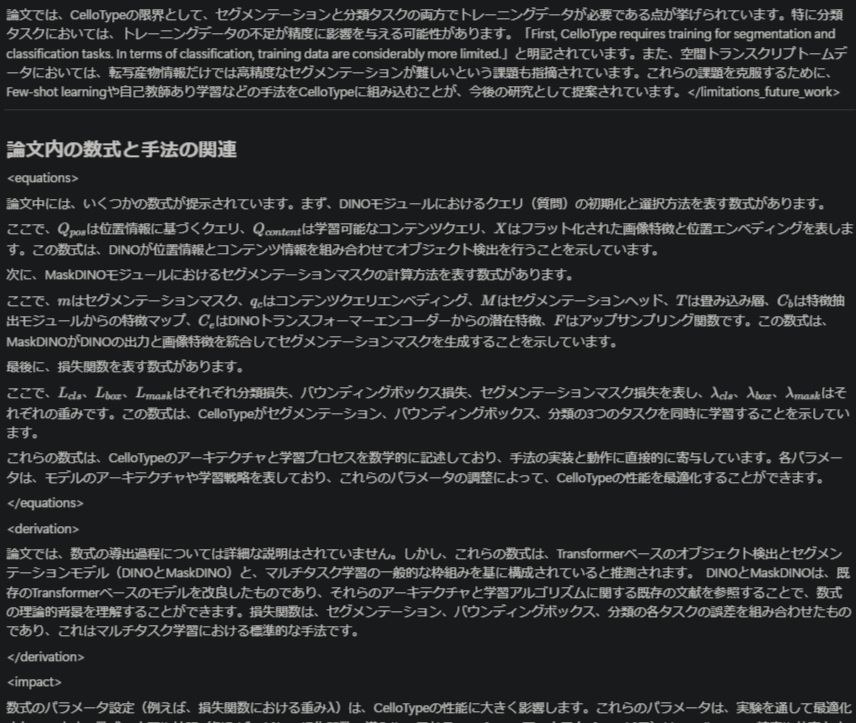 論文では、CelloTypeの限界として、セグメンテーションと分類タスクの両方でトレーニングデータが必要である点が挙げられています。特に分類
タスクにおいては、トレーニングデータの不足が精度に影響を与える可能性があります。「First, CelloType requires training for segmentation and
classification tasks. In terms of classification, training data are considerably more limited.」と明記されています。また、空間トランスクリプトームデ
ータにおいては、転写産物情報だけでは高精度なセグメンテーションが難しいという課題も指摘されています。これらの課題を克服するために、
Few-shot learningや自己教師あり学習などの手法をCelloTypeに組み込むことが、今後の研究として提案されています。</limitations_future_work>
論文内の数式と手法の関連
<equations>
論文中には、いくつかの数式が提示されています。まず、DINOモジュールにおけるクエリ（質問）の初期化と選択方法を表す数式があります。
ここで、Q_{pos}は位置情報に基づくクエリ、Q_{content}は学習可能なコンテンツクエリ、Xはフラット化された画像特徴と位置エンベディングを表しま
す。この数式は、DINOが位置情報とコンテンツ情報を組み合わせてオブジェクト検出を行うことを示しています。
次に、MaskDINOモジュールにおけるセグメンテーションマスクの計算方法を表す数式があります。
ここで、mはセグメンテーションマスク、q_cはコンテンツクエリエンベディング、Mはセグメンテーションヘッド、Tは畳み込み層、C_bは特徴抽
出モジュールからの特徴マップ、C_eはDINOトランスフォーマーエンコーダーからの潜在特徴、Fはアップサンプリング関数です。この数式は、
MaskDINOがDINOの出力と画像特徴を統合してセグメンテーションマスクを生成することを示しています。
最後に、損失関数を表す数式があります。
ここで、L_{cls}、L_{box}、L_{mask}はそれぞれ分類損失、バウンディングボックス損失、セグメンテーションマスク損失を表し、λ_{cls}、λ_{box}、λ_{mask}はそ
れぞれの重みです。この数式は、CelloTypeがセグメンテーション、バウンディングボックス、分類の3つのタスクを同時に学習することを示してい
ます。
これらの数式は、CelloTypeのアーキテクチャと学習プロセスを数学的に記述しており、手法の実装と動作に直接的に寄与しています。各パラメー
タは、モデルのアーキテクチャや学習戦略を表しており、これらのパラメータの調整によって、CelloTypeの性能を最適化することができます。
</equations>
<derivation>
論文では、数式の導出過程については詳細な説明はされていません。しかし、これらの数式は、Transformerベースのオブジェクト検出とセグメン
テーションモデル（DINOとMaskDINO）と、マルチタスク学習の一般的な枠組みを基に構成されていると推測されます。 DINOとMaskDINOは、既
存のTransformerベースのモデルを改良したものであり、それらのアーキテクチャと学習アルゴリズムに関する既存の文献を参照することで、数式
の理論的背景を理解することができます。損失関数は、セグメンテーション、バウンディングボックス、分類の各タスクの誤差を組み合わせたもの
であり、これはマルチタスク学習における標準的な手法です。
</derivation>
<impact>
数式のパラメータ設定（例えば、損失関数における重みλ）は、CelloTypeの性能に大きく影響します。これらのパラメータは、実験を通して最適化